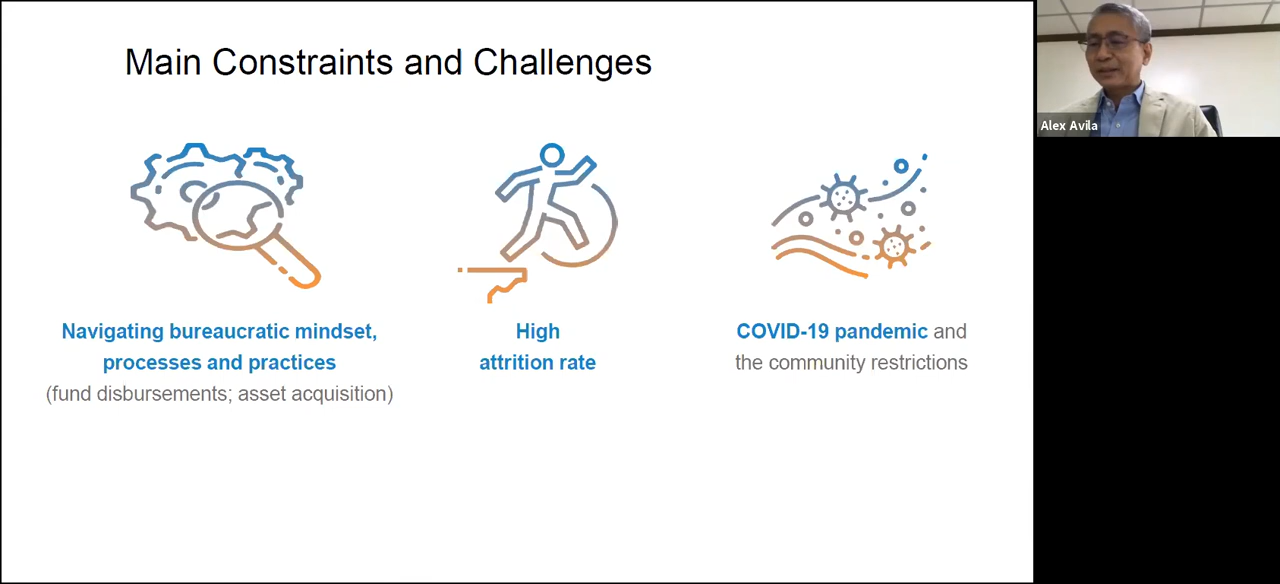 Main Constraints and Challenges
Alex Avila
Navigating bureaucratic mindset,
processes and practices
(fund disbursements; asset acquisition)
High
attrition rate
COVID-19 pandemic and
the community restrictions